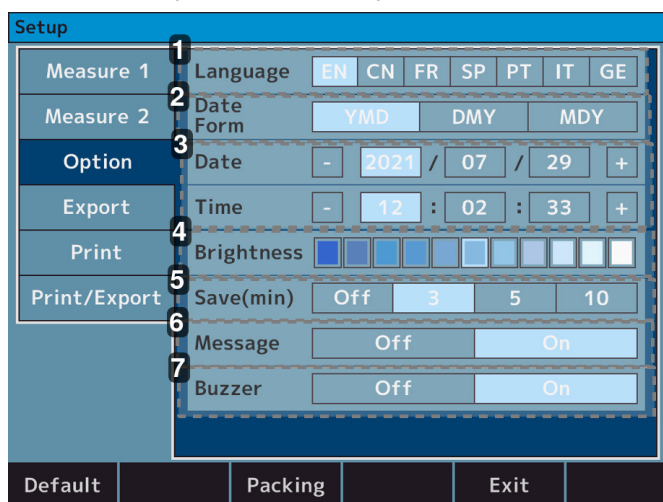 Setup
Measure 1
Measure 2
Option
Export
Print
Print/Export
1
Language EN CN FR SP PT IT GE
2
Date Form YMD DMY MDY
3
Date - 2021 / 07 / 29 +
Time - 12 : 02 : 33 +
4
Brightness
5
Save(min) Off 3 5 10
6
Message Off On
7
Buzzer Off On
Default Packing Exit